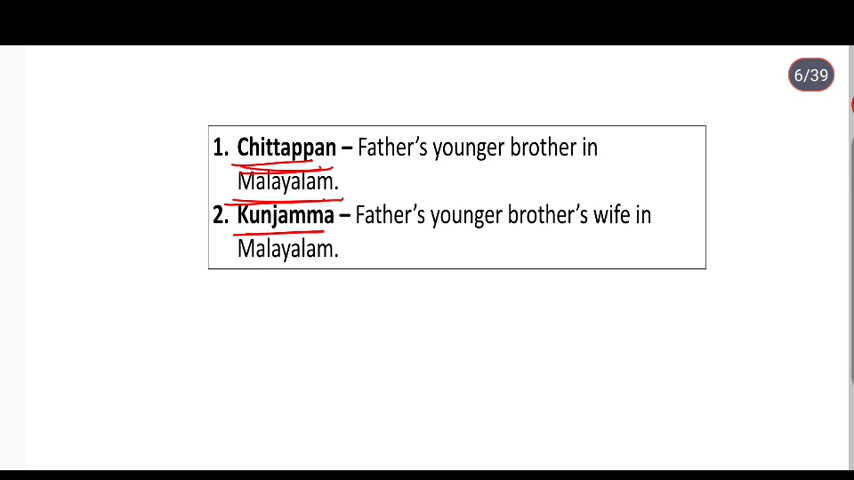 6/39
1. Chittappan – Father’s younger brother in
Malayalam.
2. Kunjamma – Father’s younger brother’s wife in
Malayalam.